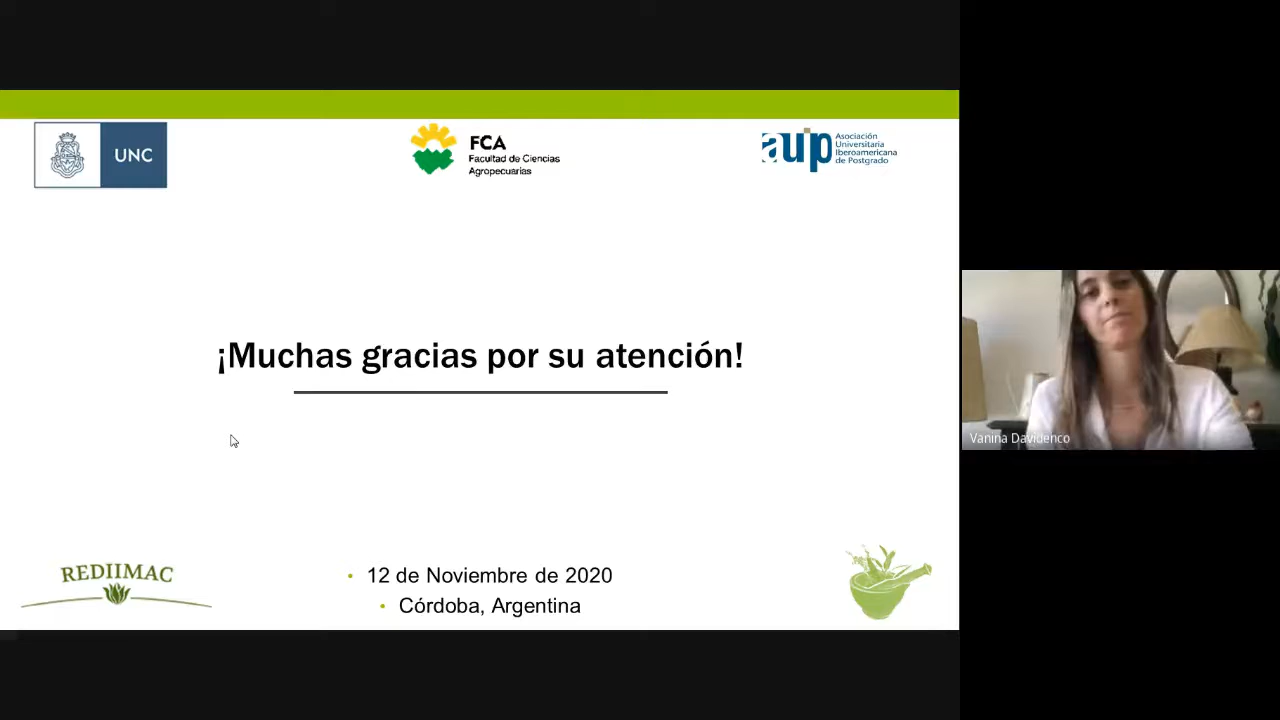 UNC
FCA
Facultad de Ciencias
Agropecuarias
auip
Asociación
Universitaria
Iberoamericana
de Postgrado
¡Muchas gracias por su atención!
Vanina Davidenco
REDIIMAC
• 12 de Noviembre de 2020
• Córdoba, Argentina